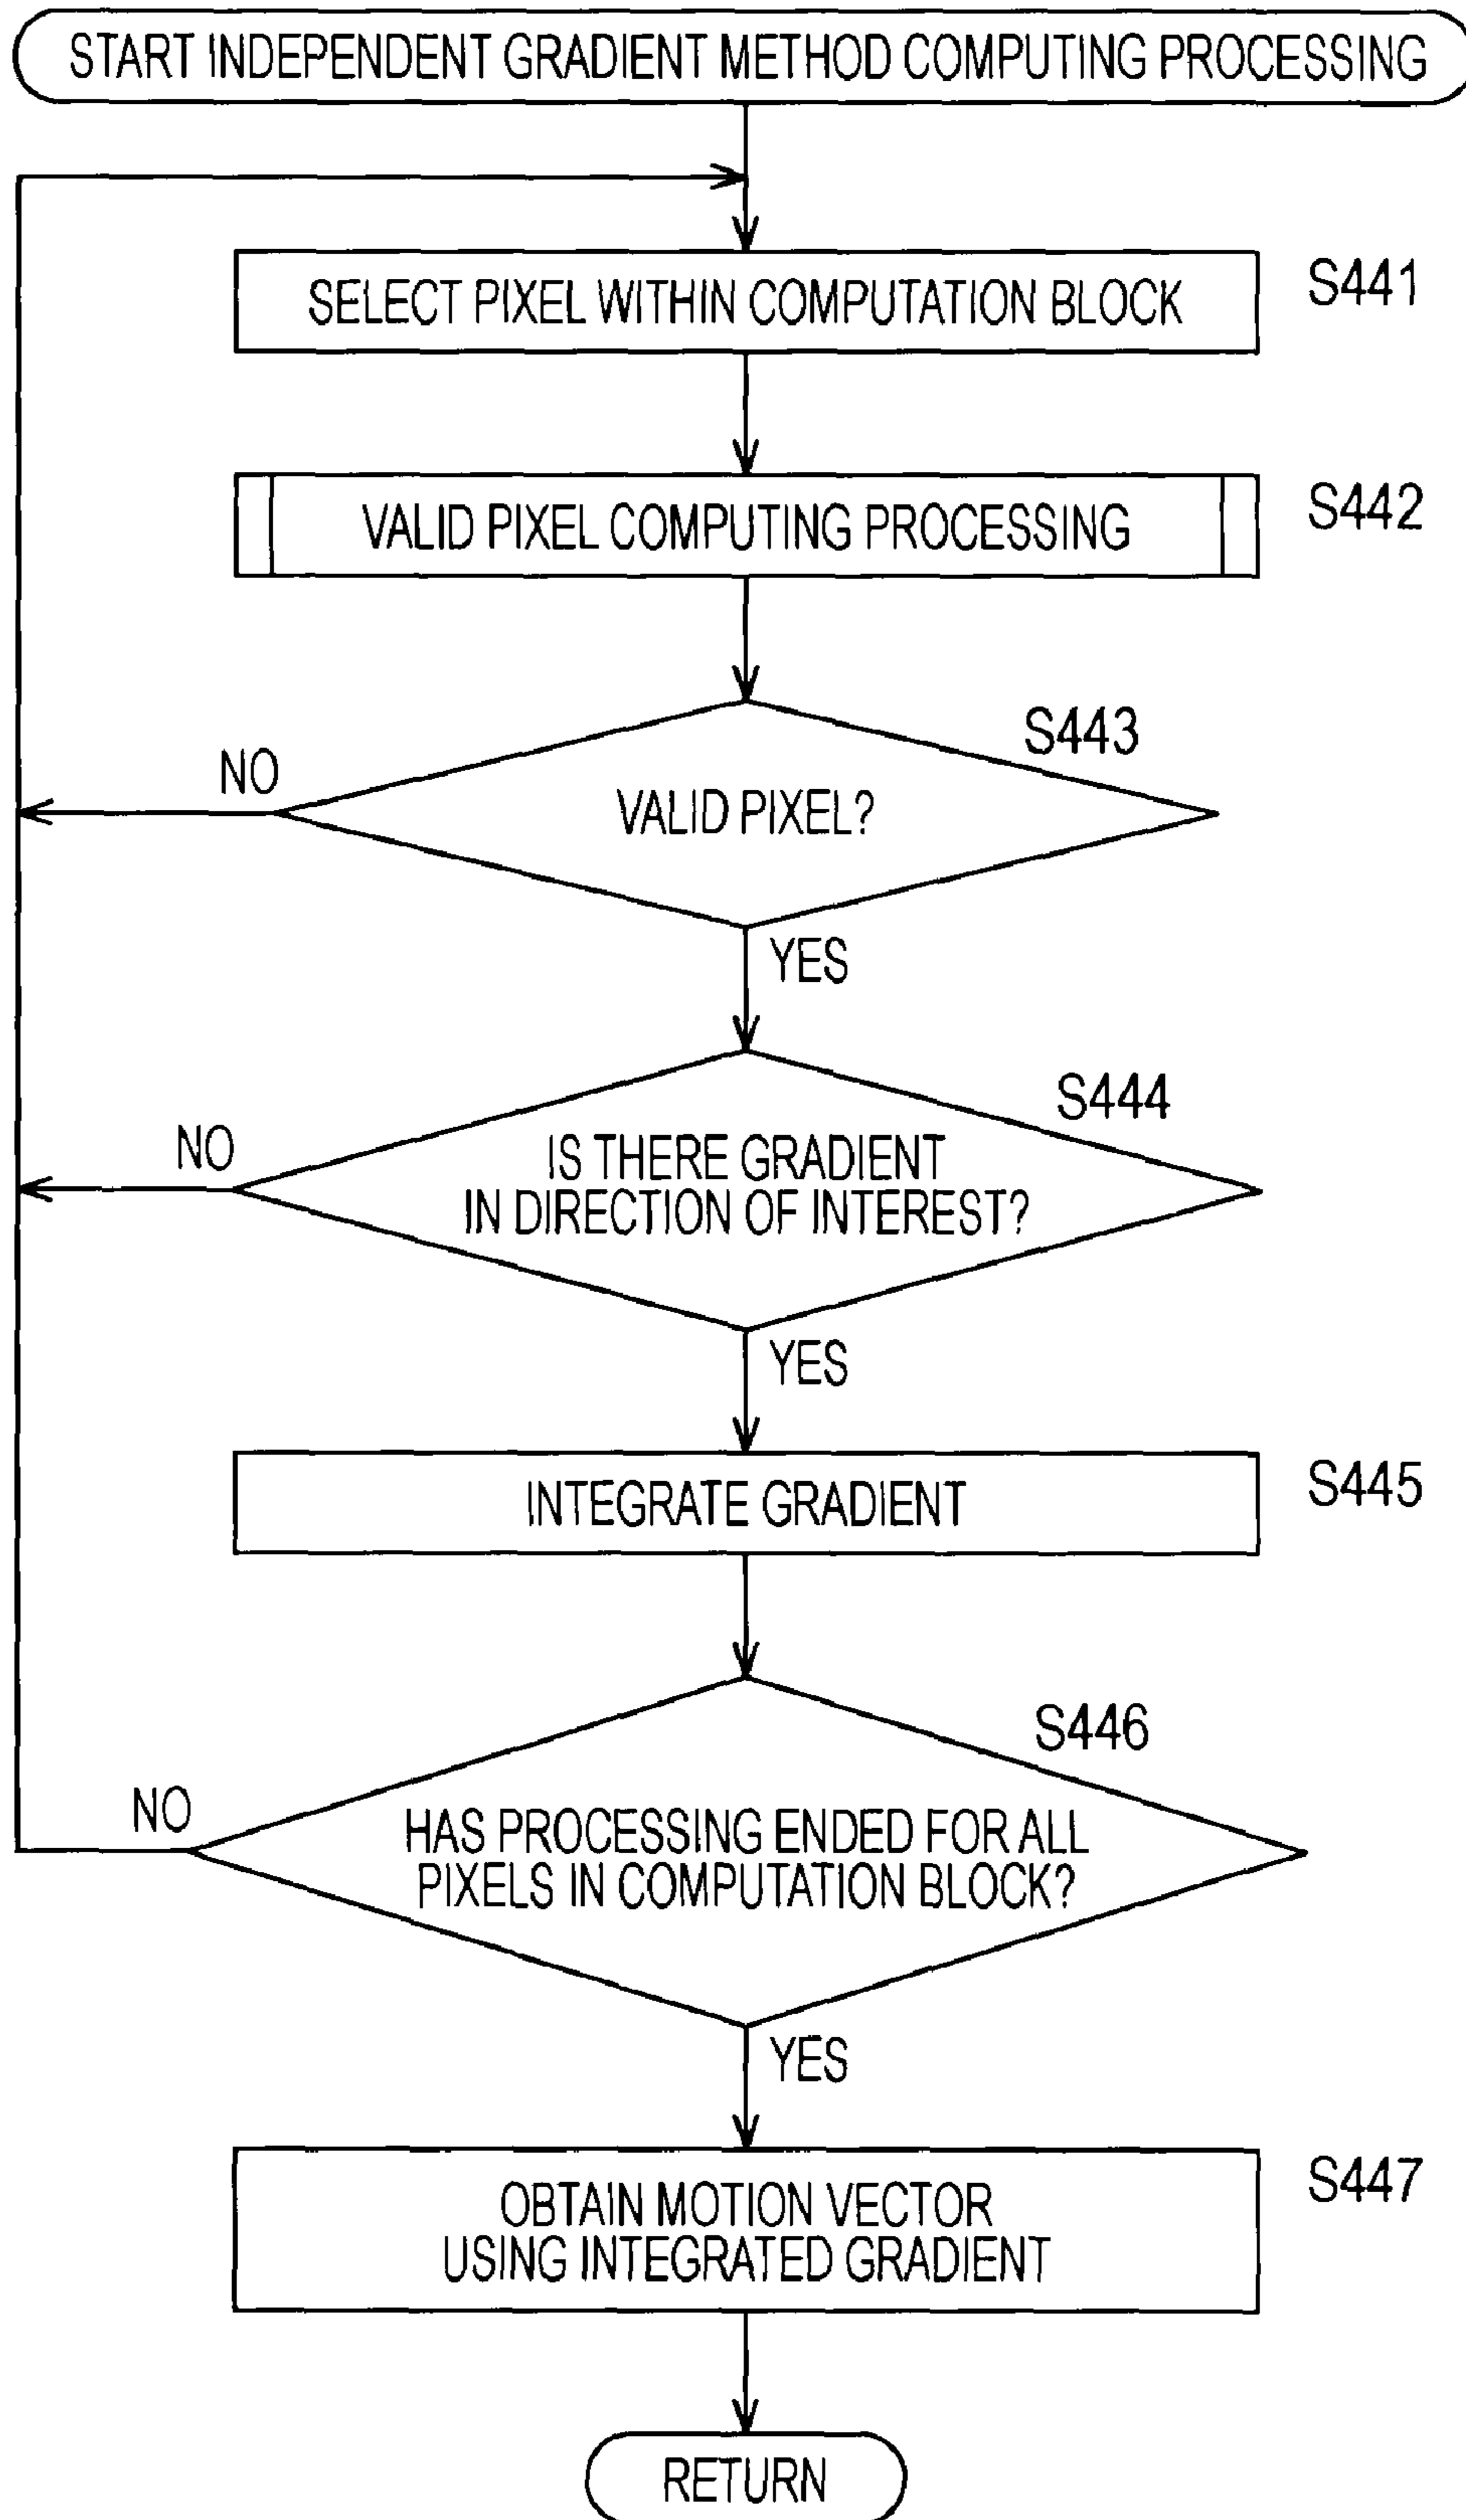 START INDEPENDENT GRADIENT METHOD COMPUTING PROCESSING
SELECT PIXEL WITHIN COMPUTATION BLOCK
S441
VALID PIXEL COMPUTING PROCESSING
S442
S443
NO
VALID PIXEL?
YES
S444
NO
IS THERE GRADIENT
IN DIRECTION OF INTEREST?
YES
INTEGRATE GRADIENT
S445
S446
NO
HAS PROCESSING ENDED FOR ALL
PIXELS IN COMPUTATION BLOCK?
YES
OBTAIN MOTION VECTOR
USING INTEGRATED GRADIENT
S447
RETURN